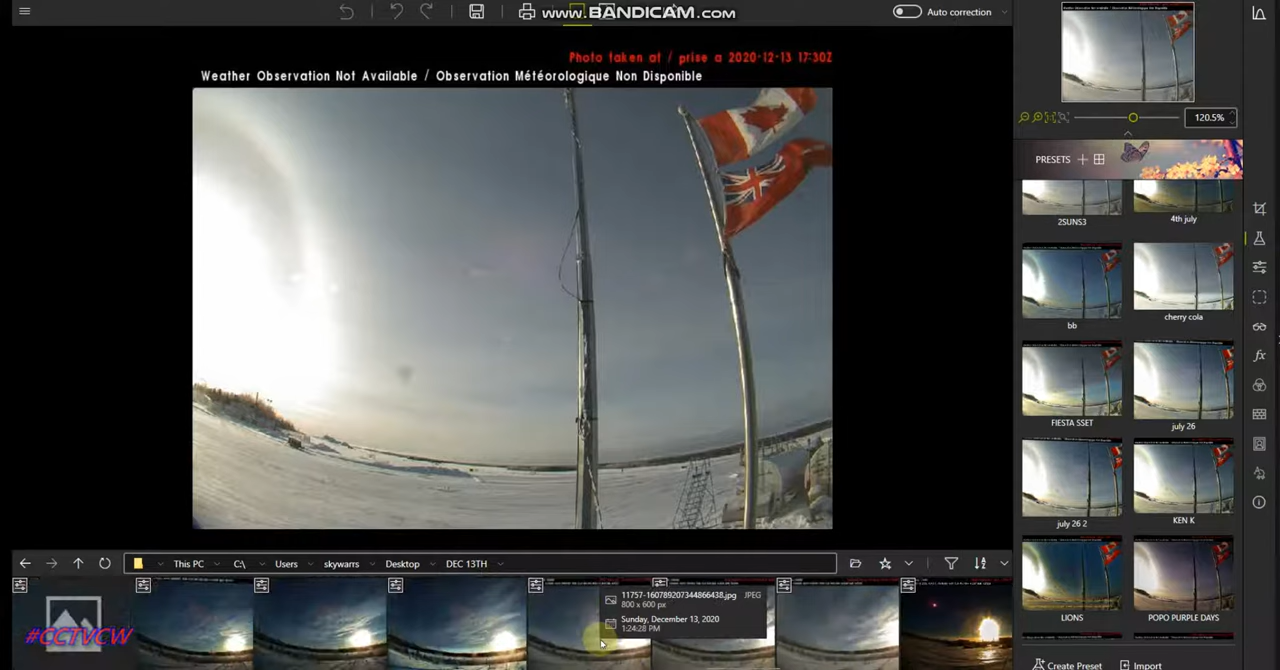 www.BANDICAM.com
Auto correction
Photo taken at / prise a 2020-12-13 17:30Z
Weather Observation Not Available / Observation Météorologique Non Disponible
120.5%
PRESETS
2SUNS3
4th july
bb
cherry cola
FIESTA SSET
july 26
july 26 2
KEN K
LIONS
POPO PURPLE DAYS
This PC
C:\
Users
skywarrs
Desktop
DEC 13TH
11757-160789207344866438.jpg JPEG
800 x 600 px
Sunday, December 13, 2020
1:24:28 PM
#CCTVCW
Create Preset
Import